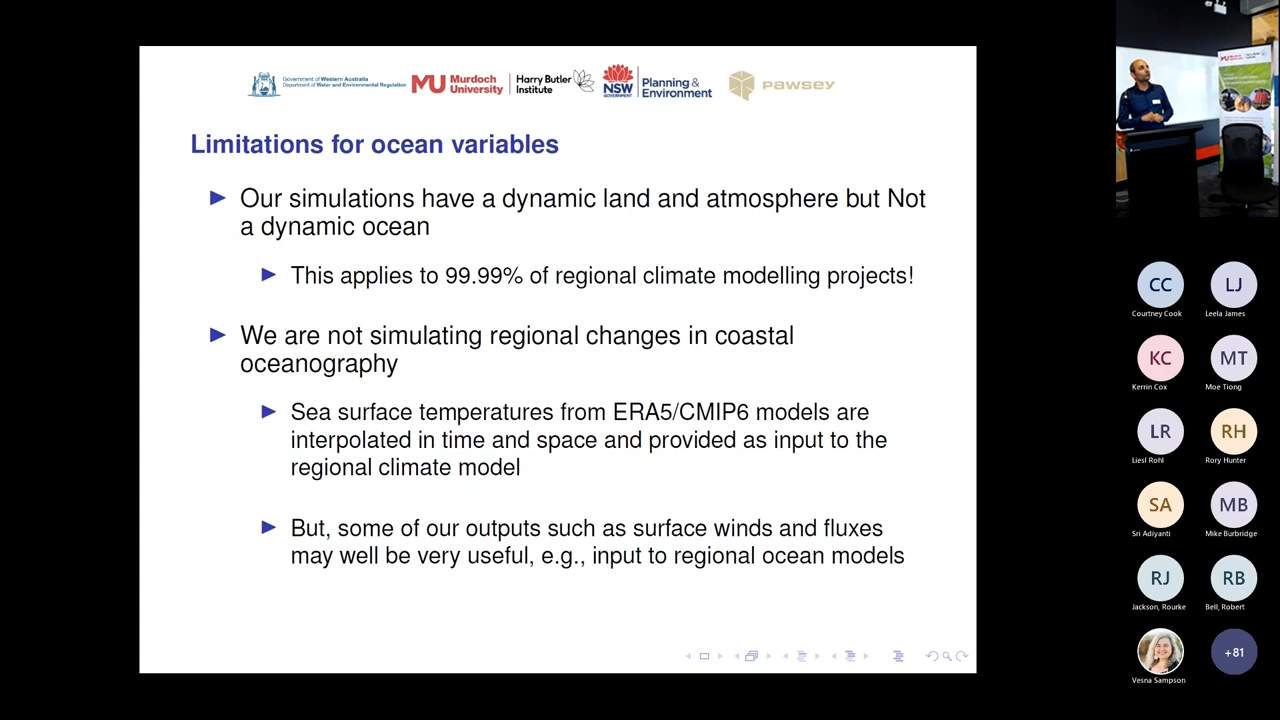 Government of Western Australia
Department of Water and Environmental Regulation
MU Murdoch University
Harry Butler Institute
NSW GOVERNMENT
Planning & Environment
PAWSEY
Limitations for ocean variables
Our simulations have a dynamic land and atmosphere but Not
a dynamic ocean
This applies to 99.99% of regional climate modelling projects!
We are not simulating regional changes in coastal
oceanography
Sea surface temperatures from ERA5/CMIP6 models are
interpolated in time and space and provided as input to the
regional climate model
But, some of our outputs such as surface winds and fluxes
may well be very useful, e.g., input to regional ocean models
CC LJ
Courtney Cook Leela James
KC MT
Kerrin Cox Moe Tiong
LR RH
Liesl Rohl Rory Hunter
SA MB
Sri Adiyanti Mike Burbridge
RJ RB
Jackson, Rourke Bell, Robert
+81
Vesna Sampson